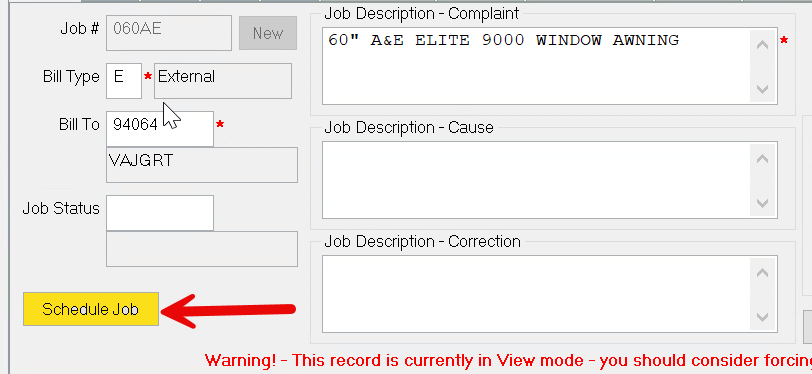 Job # 060AE New
Bill Type E * External
Bill To 94064 *
VAJGRT
Job Status
Schedule Job
Job Description - Complaint
60" A&E ELITE 9000 WINDOW AWNING *
Job Description - Cause
Job Description - Correction
Warning! - This record is currently in View mode - you should consider